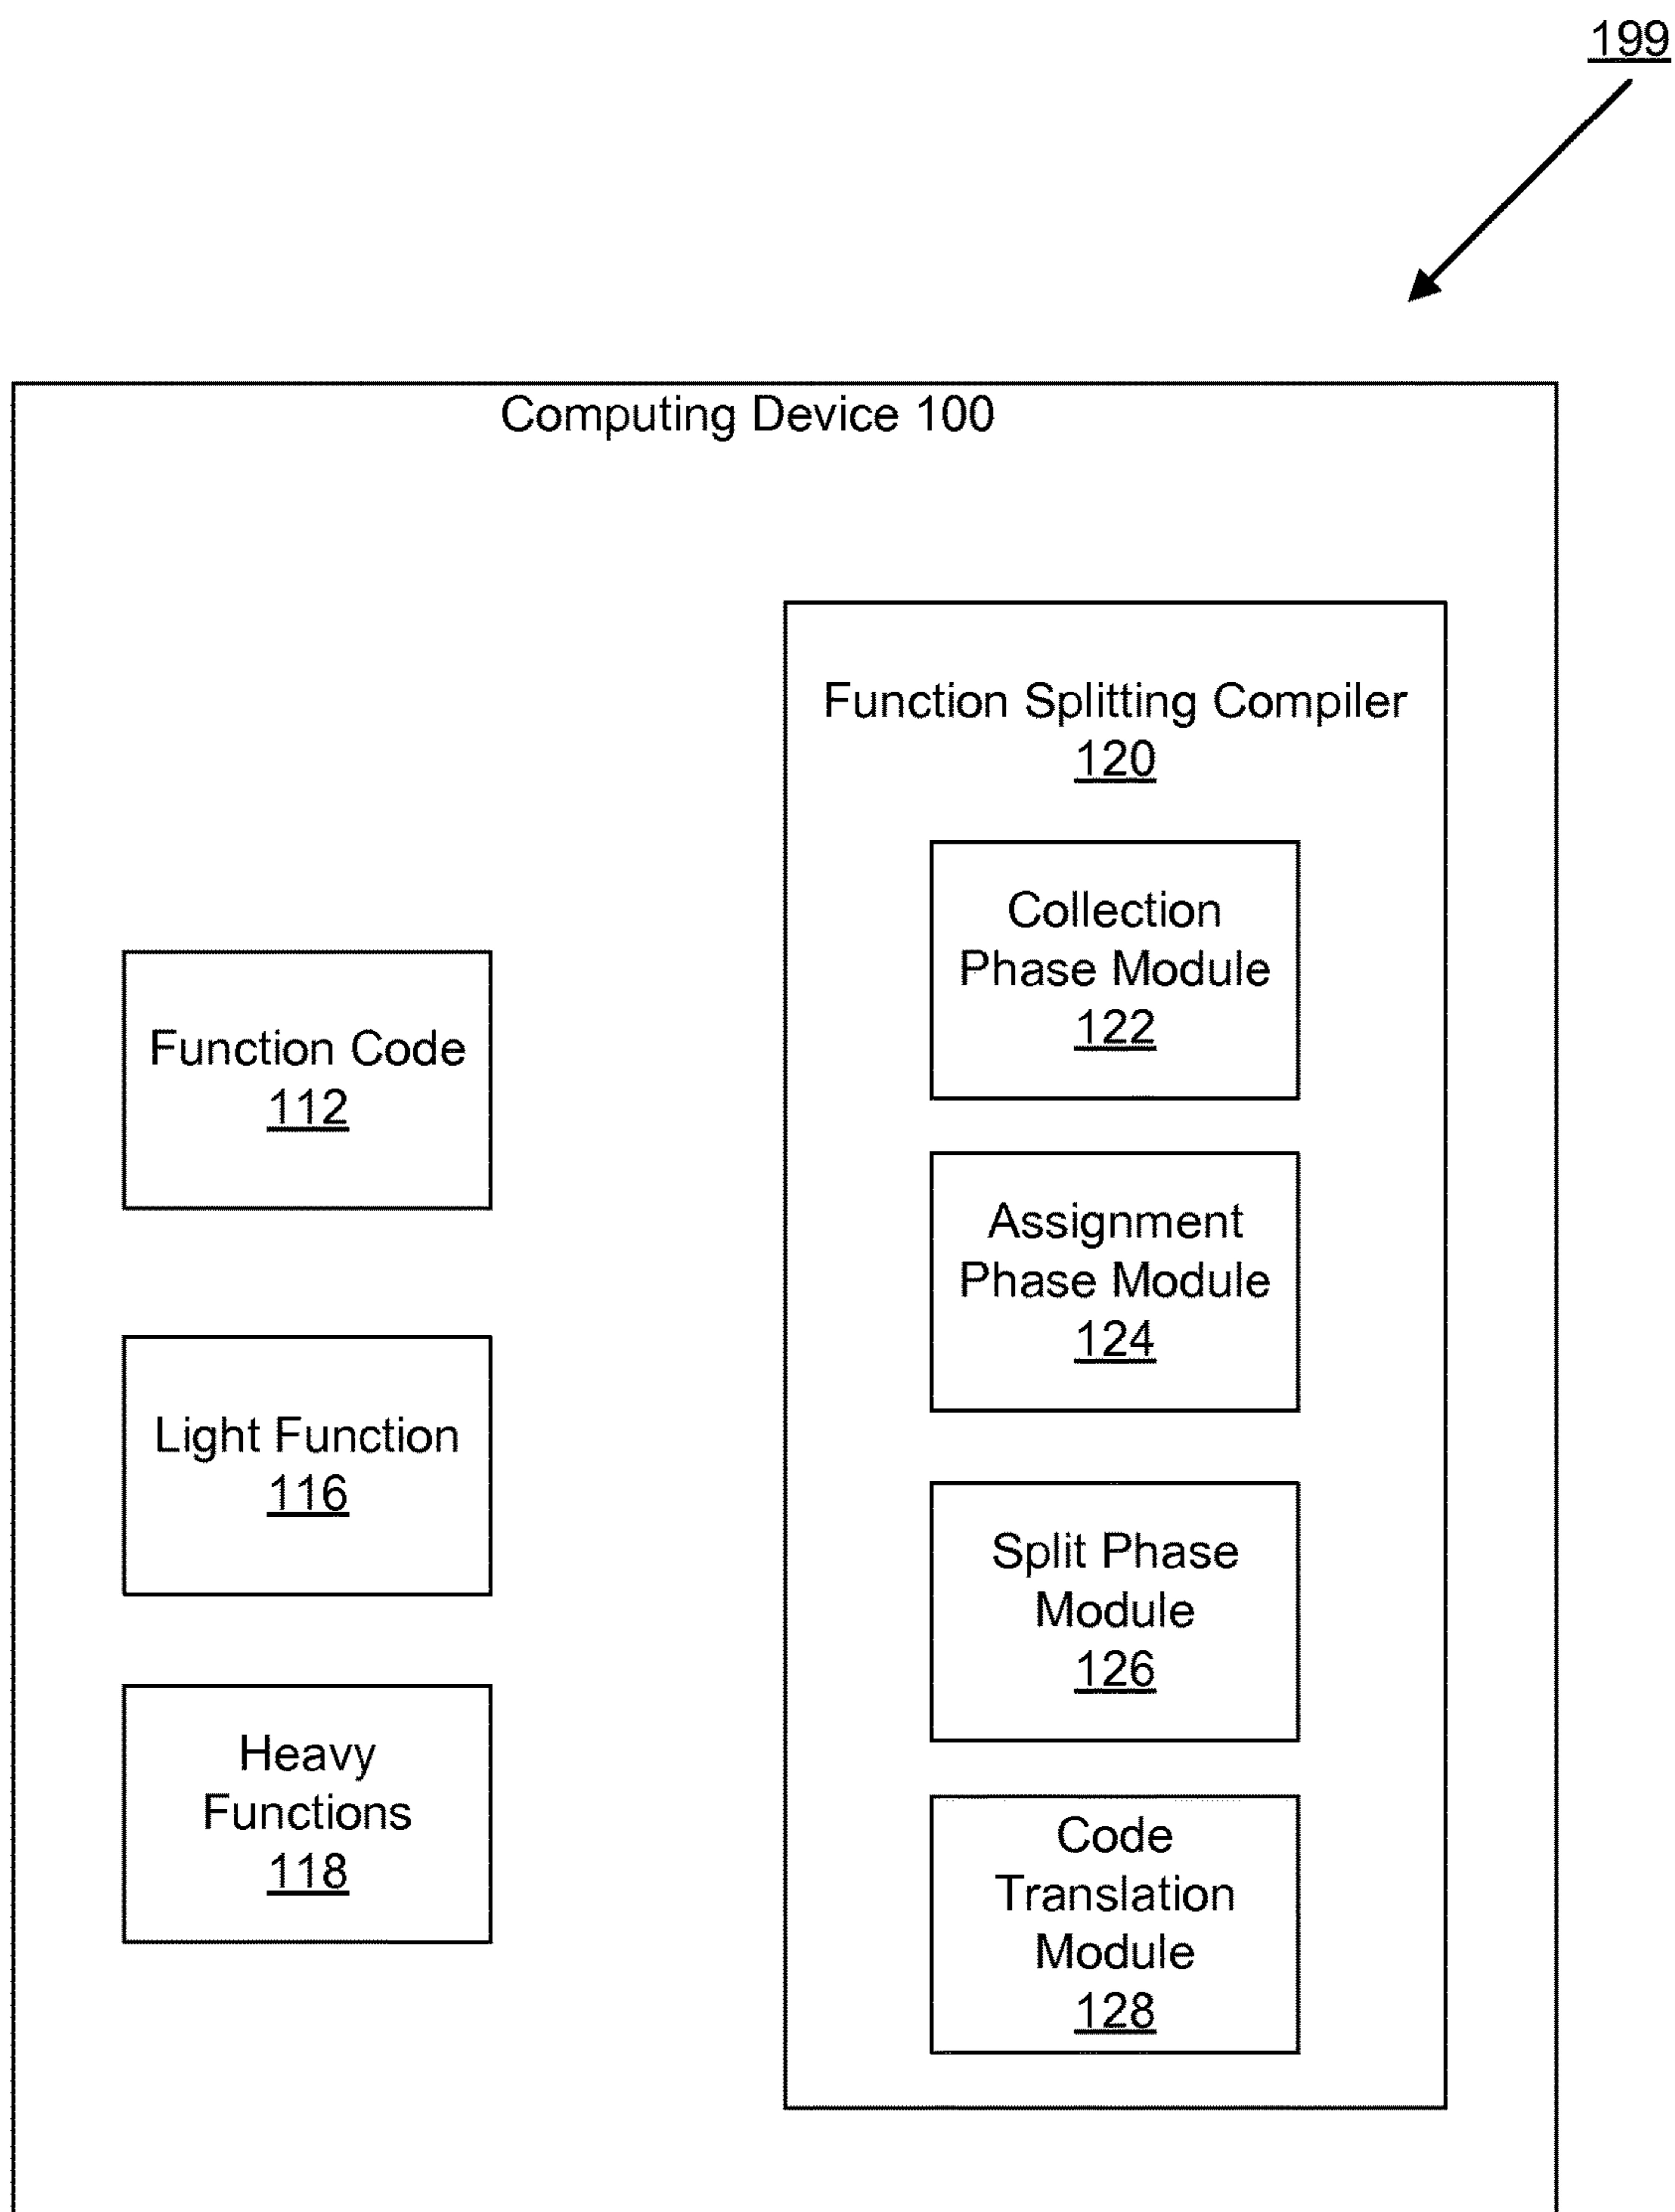 199
Computing Device 100
Function Code
112
Light Function
116
Heavy
Functions
118
Function Splitting Compiler
120
Collection
Phase Module
122
Assignment
Phase Module
124
Split Phase
Module
126
Code
Translation
Module
128